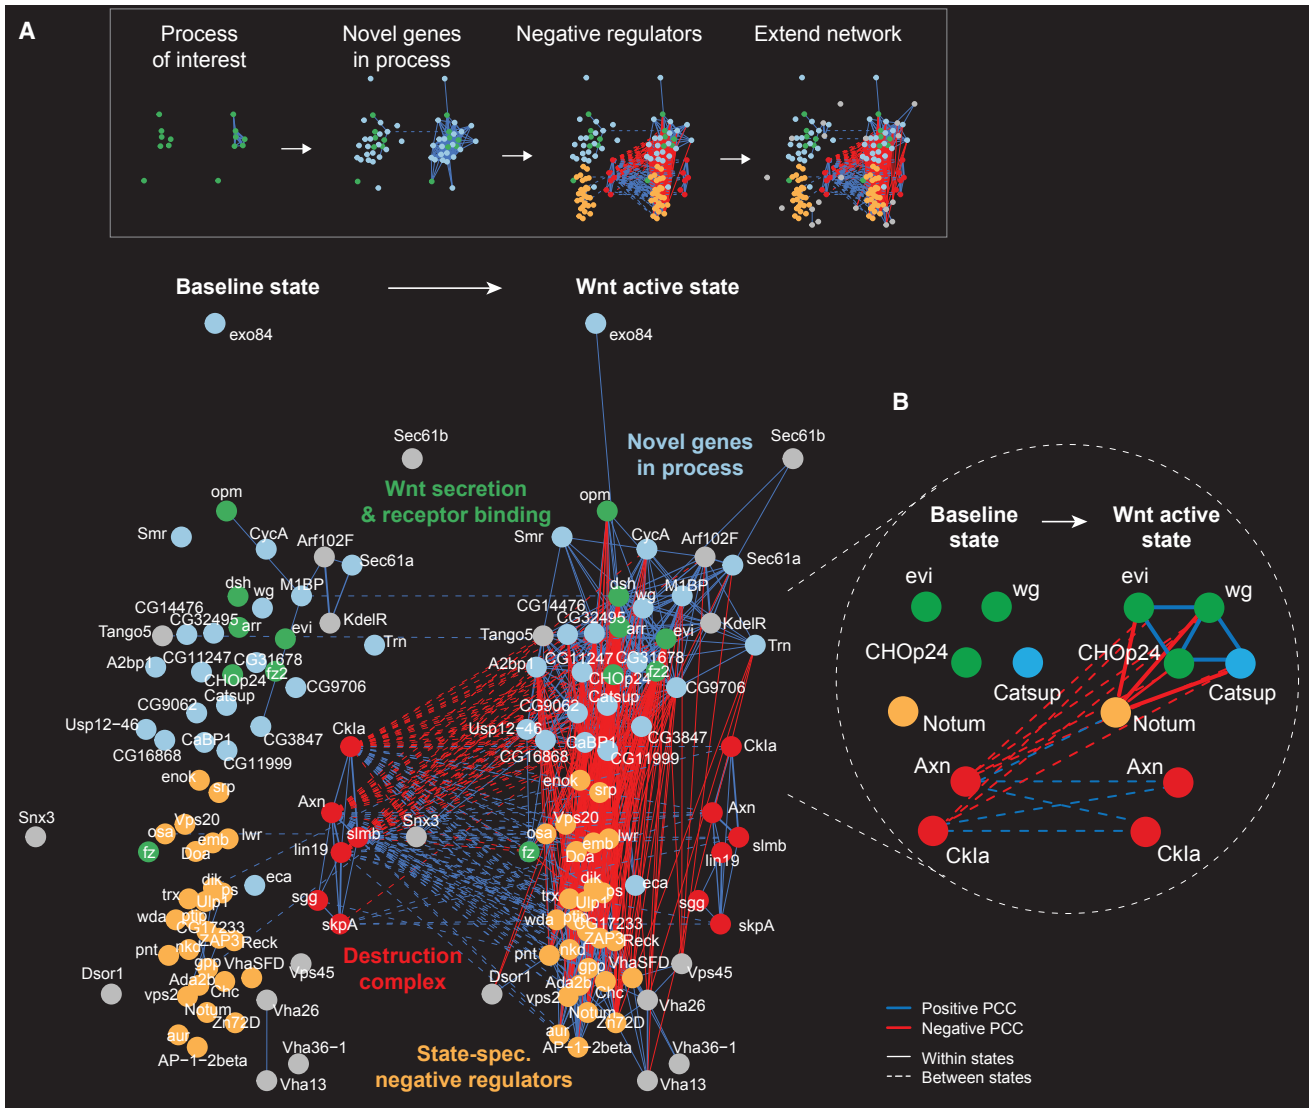 A
Process
of interest
Novel genes
in process
Negative regulators
Extend network
Baseline state
Wnt active state
exo84
exo84
B
Sec61b
Sec61b
Novel genes
in process
Wnt secretion
& receptor binding
opm
opm
Smr
CycA
Arf102F
Sec61a
Smr
CycA
Arf102F
Sec61a
dsh
wg
M1BP
dsh
wg
M1BP
CG14476
CG32495
arr
KdelR
CG14476
CG32495
arr
KdelR
Tango5
evi
Trn
Tango5
evi
Trn
A2bp1
CG11247
CG31678
fz2
A2bp1
CG11247
CG31678
fz2
CHOp24
CG9706
CHOp24
CG9706
CG9062
Catsup
CG9062
Catsup
Usp12−46
CaBP1
CG3847
Usp12−46
CaBP1
CG3847
CG16868
CG11999
CG16868
CG11999
Ckla
Ckla
enok
srp
enok
srp
Axn
Axn
Snx3
osa
Vps20
emb
lwr
slmb
Snx3
osa
Vps20
emb
lwr
slmb
fz
Doa
lin19
fz
Doa
lin19
eca
eca
trx
dik
ps
Ulp1
sgg
trx
dik
ps
Ulp1
sgg
wda
ptip
CG17233
skpA
wda
ptip
CG17233
skpA
pnt
nkd
ZAP3
Reck
pnt
nkd
ZAP3
Reck
Destruction
complex
Dsor1
gpp
VhaSFD
Vps45
Dsor1
gpp
VhaSFD
Vps45
Ada2b
Chc
Ada2b
Chc
vps2
Vha26
vps2
Vha26
Notum
Zn72D
Notum
Zn72D
aur
AP−1−2beta
Vha36−1
aur
AP−1−2beta
Vha36−1
Vha13
Vha13
State-spec.
negative regulators
Baseline
state
Wnt active
state
evi
wg
evi
wg
CHOp24
Catsup
CHOp24
Catsup
Notum
Notum
Axn
Axn
Ckla
Ckla
Positive PCC
Negative PCC
Within states
Between states